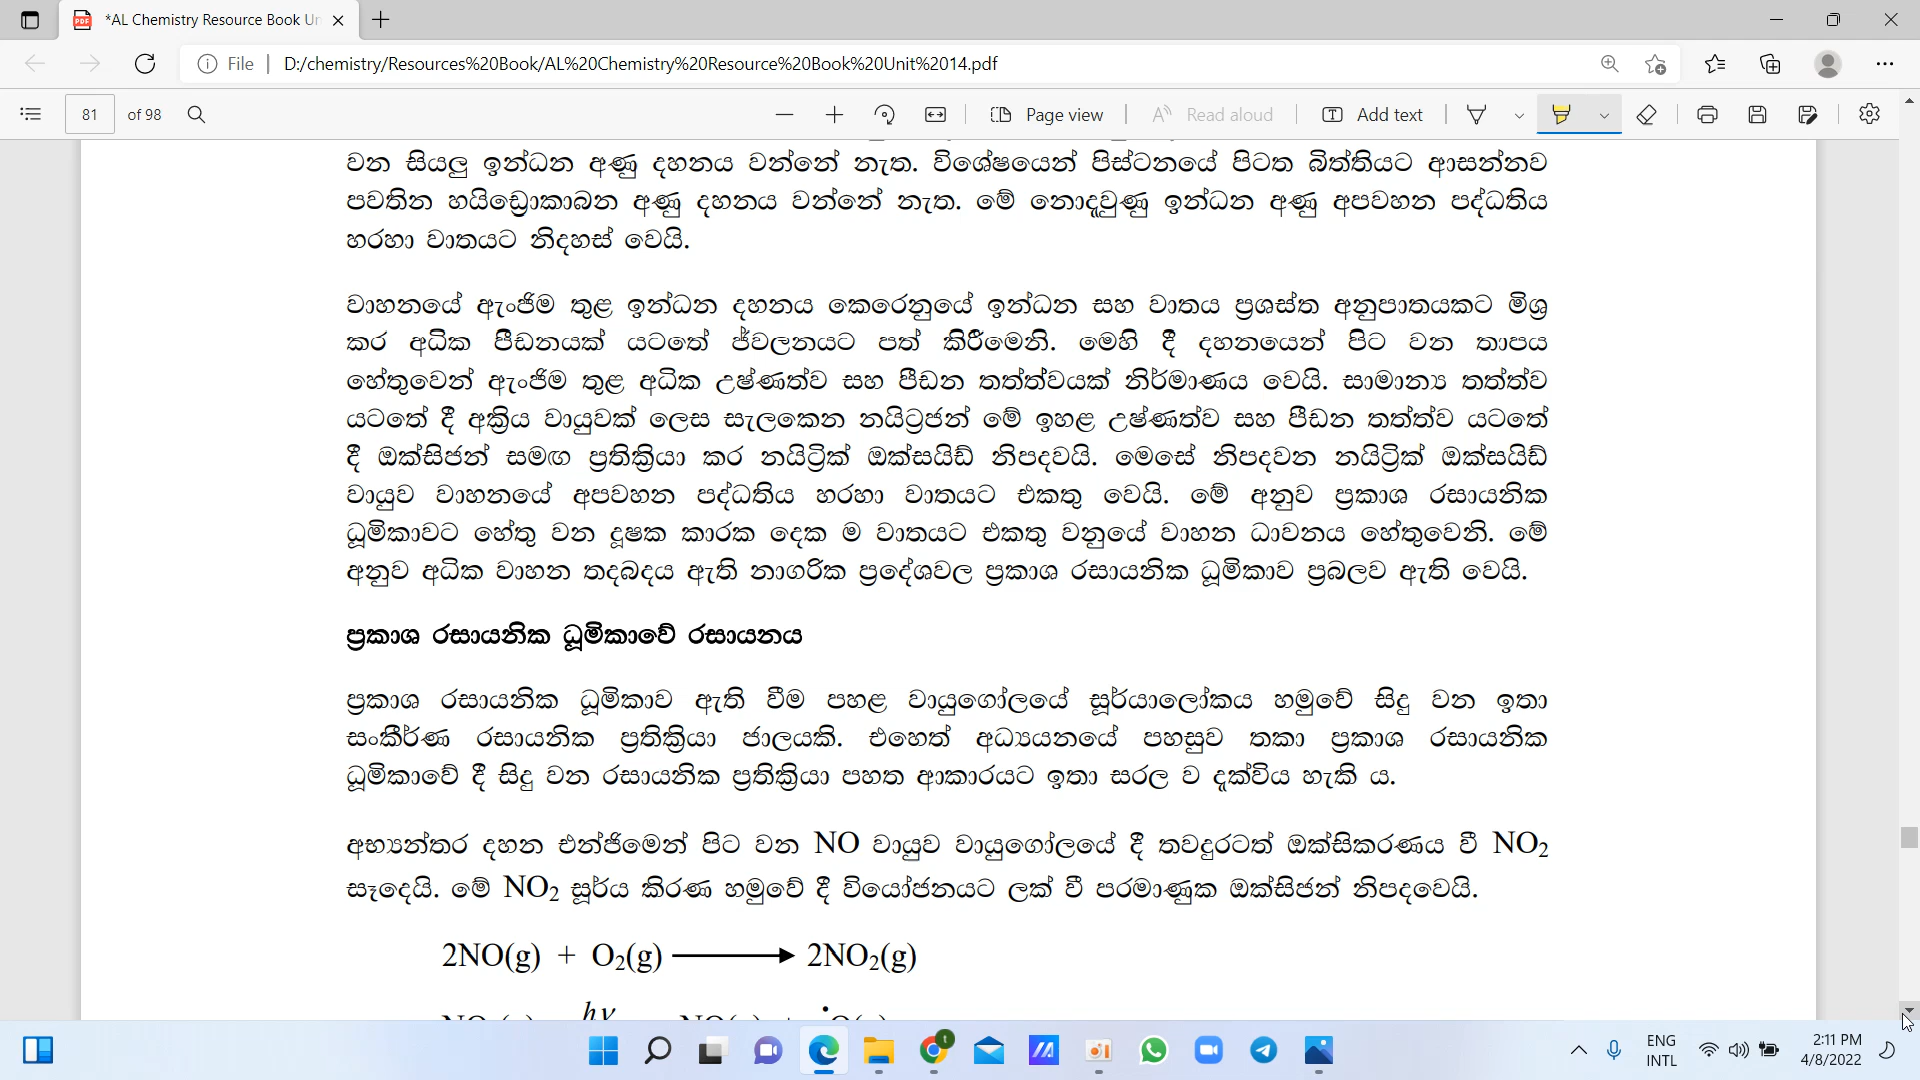 *AL Chemistry Resource Book Un
File
D:/chemistry/Resources%20Book/AL%20Chemistry%20Resource%20Book%20Unit%2014.pdf
81 of 98
Page view
Read aloud
Add text
වන සියලු ඉන්ධන අණු දහනය වන්නේ නැත. විශේෂයෙන් පිස්ටනයේ පිටත බිත්තියට ආසන්නව
පවතින හයිඩ්‍රොකාබන අණු දහනය වන්නේ නැත. මේ නොදැවුණු ඉන්ධන අණු අපවහන පද්ධතිය
හරහා වාතයට නිදහස් වෙයි.
වාහනයේ ඇංජිම තුළ ඉන්ධන දහනය කෙරෙනුයේ ඉන්ධන සහ වාතය ප්‍රශස්ත අනුපාතයකට මිශ්‍ර
කර අධික පීඩනයක් යටතේ ජ්වලනයට පත් කිරීමෙනි. මෙහි දී දහනයෙන් පිට වන තාපය
හේතුවෙන් ඇංජිම තුළ අධික උෂ්ණත්ව සහ පීඩන තත්ත්වයක් නිර්මාණය වෙයි. සාමාන්‍ය තත්ත්ව
යටතේ දී අක්‍රිය වායුවක් ලෙස සැලකෙන නයිට්‍රජන් මේ ඉහළ උෂ්ණත්ව සහ පීඩන තත්ත්ව යටතේ
දී ඔක්සිජන් සමඟ ප්‍රතික්‍රියා කර නයිට්‍රික් ඔක්සයිඩ් නිපදවයි. මෙසේ නිපදවන නයිට්‍රික් ඔක්සයිඩ්
වායුව වාහනයේ අපවහන පද්ධතිය හරහා වාතයට එකතු වෙයි. මේ අනුව ප්‍රකාශ රසායනික
ධූමිකාවට හේතු වන දූෂක කාරක දෙක ම වාතයට එකතු වනුයේ වාහන ධාවනය හේතුවෙනි. මේ
අනුව අධික වාහන තදබදය ඇති නාගරික ප්‍රදේශවල ප්‍රකාශ රසායනික ධූමිකාව ප්‍රබලව ඇති වෙයි.
ප්‍රකාශ රසායනික ධූමිකාවේ රසායනය
ප්‍රකාශ රසායනික ධූමිකාව ඇති වීම පහළ වායුගෝලයේ සූර්යාලෝකය හමුවේ සිදු වන ඉතා
සංකීර්ණ රසායනික ප්‍රතික්‍රියා ජාලයකි. එහෙත් අධ්‍යයනයේ පහසුව තකා ප්‍රකාශ රසායනික
ධූමිකාවේ දී සිදු වන රසායනික ප්‍රතික්‍රියා පහත ආකාරයට ඉතා සරල ව දැක්විය හැකි ය.
අභ්‍යන්තර දහන එන්ජිමෙන් පිට වන NO වායුව වායුගෝලයේ දී තවදුරටත් ඔක්සිකරණය වී NO₂
සෑදෙයි. මේ NO₂ සූර්ය කිරණ හමුවේ දී වියෝජනයට ලක් වී පරමාණුක ඔක්සිජන් නිපදවෙයි.
2NO(g) + O₂(g) ⟶ 2NO₂(g)
hν
ENG
INTL
2:11 PM
4/8/2022